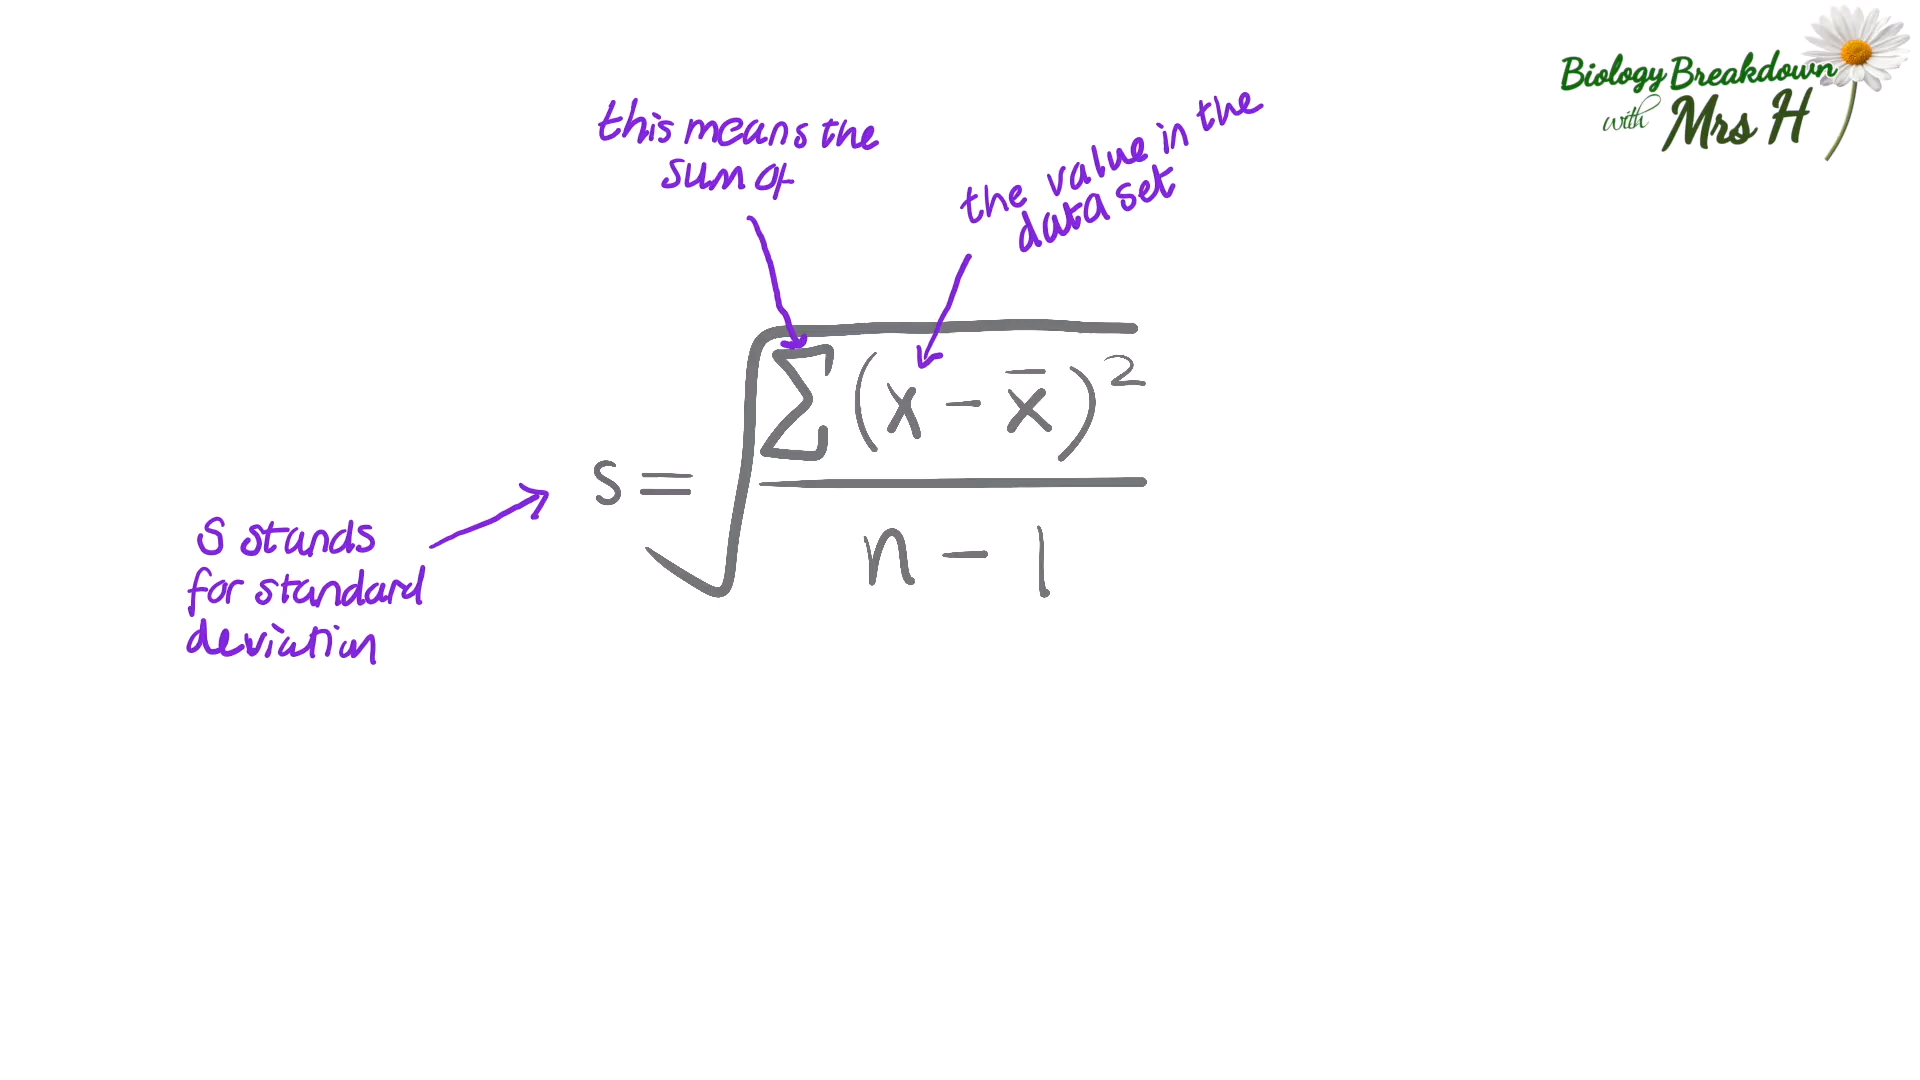 Biology Breakdown
with Mrs H
this means the
sum of
the value in the
data set
s = √(∑(x - x̄)²
n - 1)
S stands
for standard
deviation